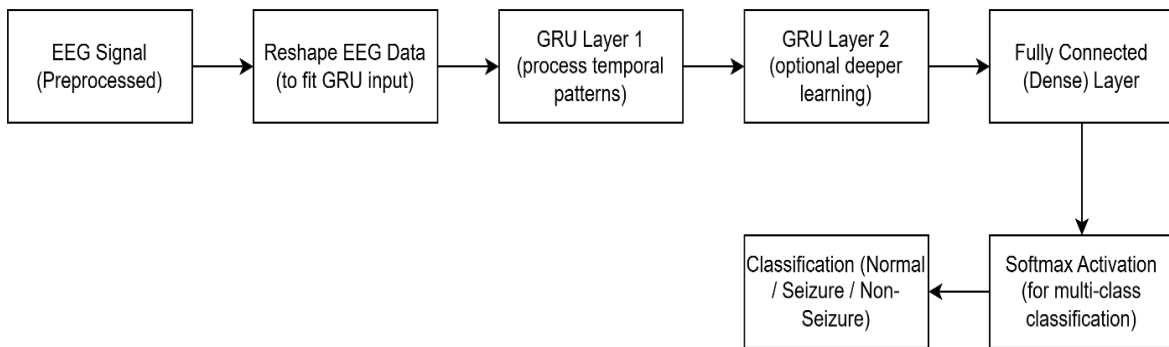 EEG Signal
(Preprocessed)
Reshape EEG Data
(to fit GRU input)
GRU Layer 1
(process temporal
patterns)
GRU Layer 2
(optional deeper
learning)
Fully Connected
(Dense) Layer
Softmax Activation
(for multi-class
classification)
Classification (Normal
/ Seizure / Non-
Seizure)